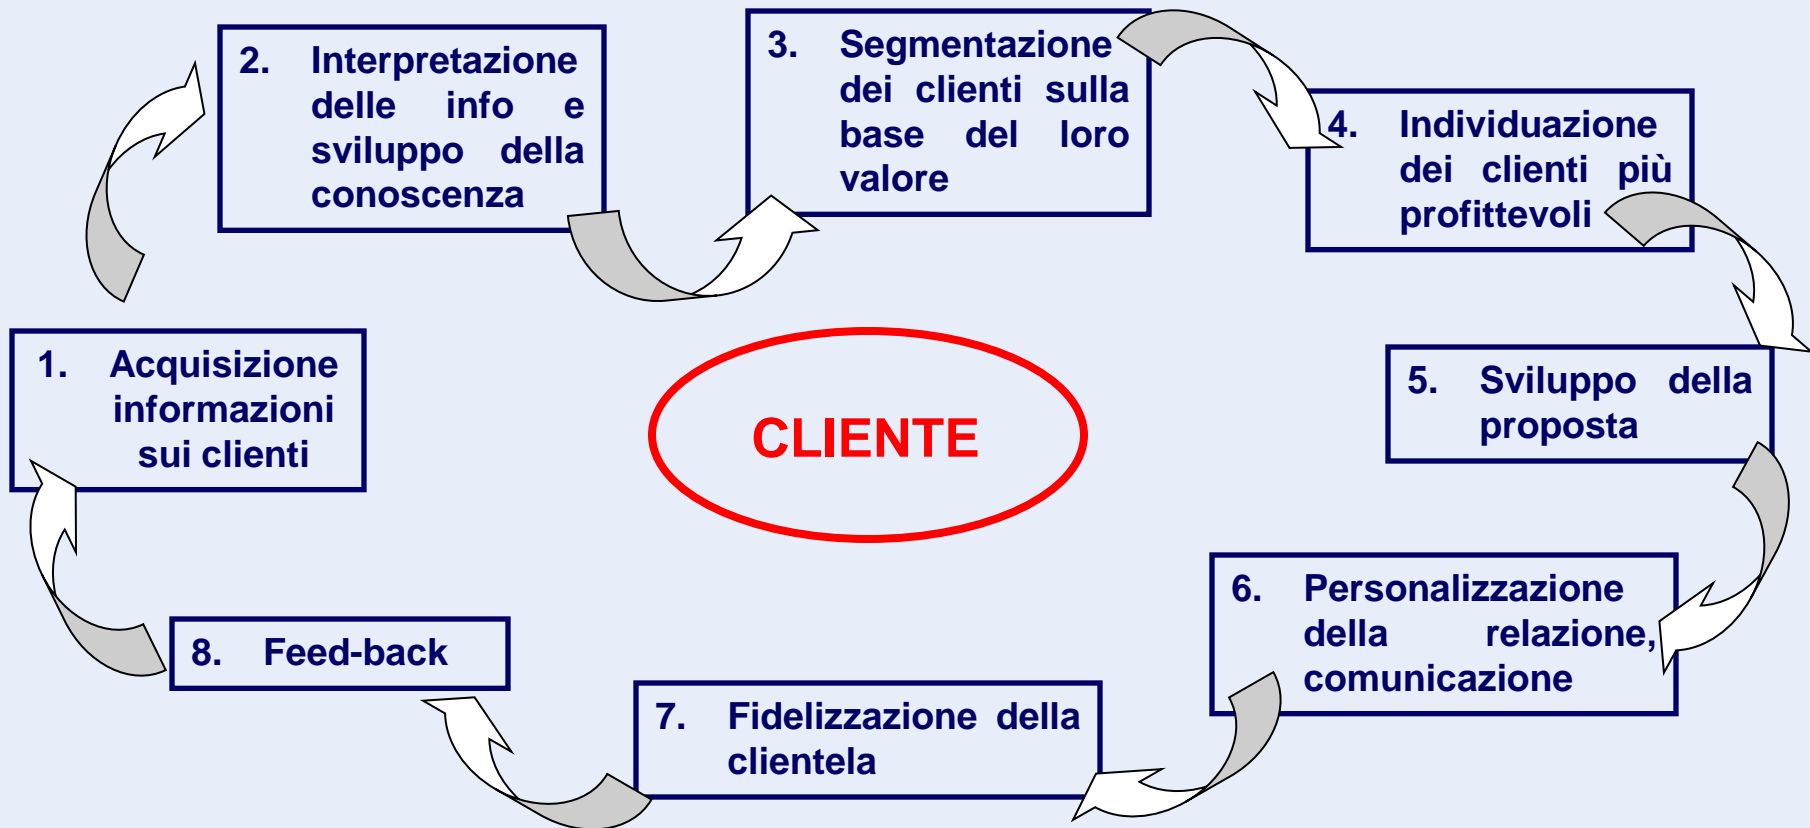 1. Acquisizione
informazioni
sui clienti
2. Interpretazione
delle info e
sviluppo della
conoscenza
3. Segmentazione
dei clienti sulla
base del loro
valore
4. Individuazione
dei clienti più
profittevoli
5. Sviluppo della
proposta
6. Personalizzazione
della relazione,
comunicazione
7. Fidelizzazione della
clientela
8. Feed-back
CLIENTE